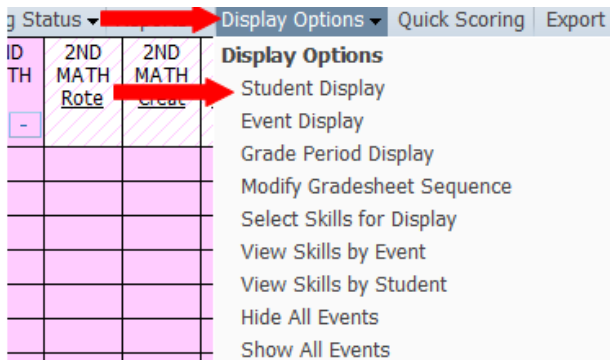 g Status Display Options Quick Scoring Export
ID 2ND 2ND
TH MATH MATH
Rote
-
Display Options
Student Display
Event Display
Grade Period Display
Modify Gradesheet Sequence
Select Skills for Display
View Skills by Event
View Skills by Student
Hide All Events
Show All Events